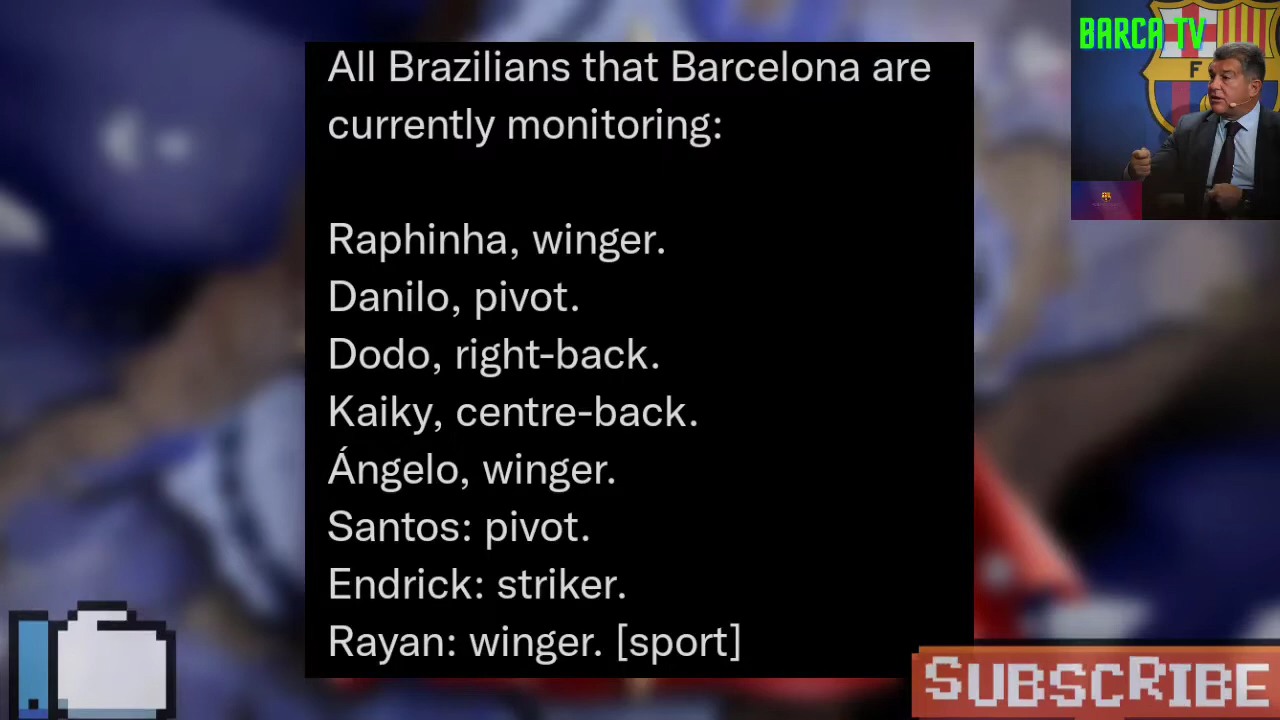 BARCA TV
F
All Brazilians that Barcelona are
currently monitoring:
Raphinha, winger.
Danilo, pivot.
Dodo, right-back.
Kaiky, centre-back.
Ángelo, winger.
Santos: pivot.
Endrick: striker.
Rayan: winger. [sport]
SUBSCRIBE